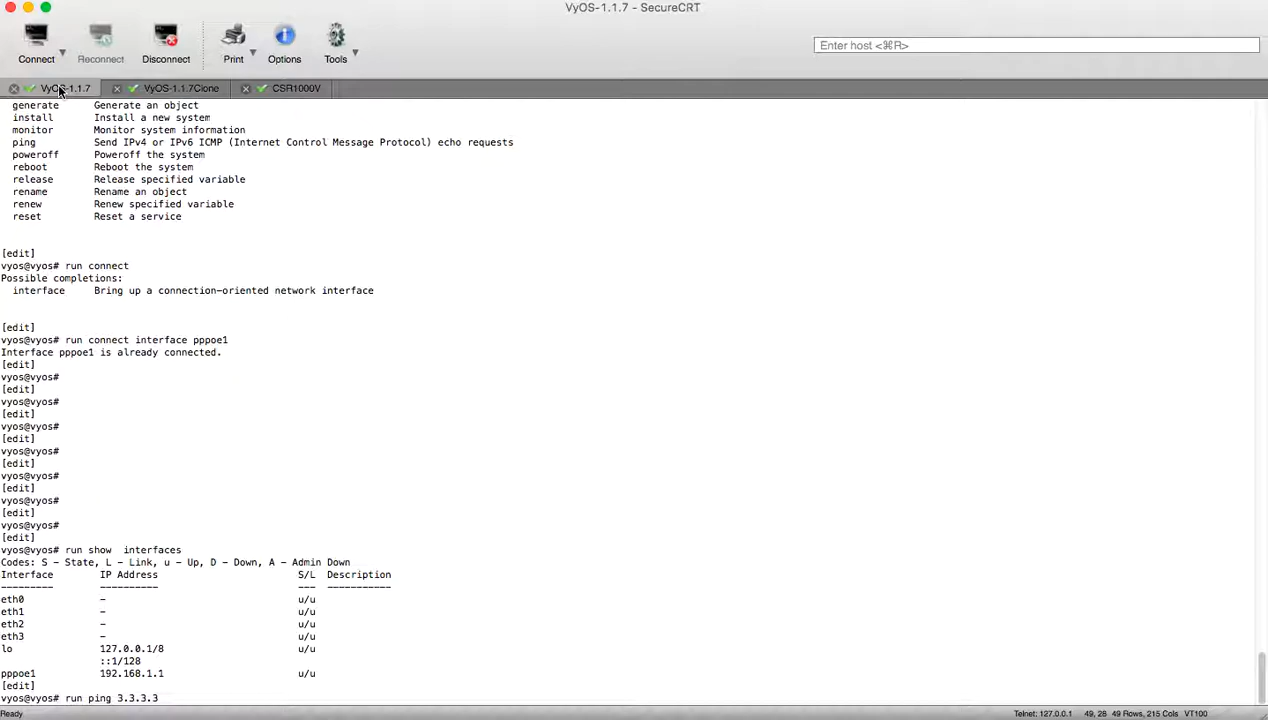 VyOS-1.1.7 - SecureCRT
Connect Reconnect Disconnect Print Options Tools
Enter host <⌘R>
VyOS-1.1.7 VyOS-1.1.7Clone CSR1000V
generate Generate an object
install Install a new system
monitor Monitor system information
ping Send IPv4 or IPv6 ICMP (Internet Control Message Protocol) echo requests
poweroff Poweroff the system
reboot Reboot the system
release Release specified variable
rename Rename an object
renew Renew specified variable
reset Reset a service
[edit]
vyos@vyos# run connect
Possible completions:
interface Bring up a connection-oriented network interface
[edit]
vyos@vyos# run connect interface pppoe1
Interface pppoe1 is already connected.
[edit]
vyos@vyos#
[edit]
vyos@vyos#
[edit]
vyos@vyos#
[edit]
vyos@vyos#
[edit]
vyos@vyos#
[edit]
vyos@vyos#
[edit]
vyos@vyos#
[edit]
vyos@vyos# run show  interfaces
Codes: S - State, L - Link, u - Up, D - Down, A - Admin Down
Interface IP Address S/L Description
--------- ---------- --- -----------
eth0 - u/u
eth1 - u/u
eth2 - u/u
eth3 - u/u
lo 127.0.0.1/8 u/u
::1/128
pppoe1 192.168.1.1 u/u
[edit]
vyos@vyos# run ping 3.3.3.3
Ready Telnet: 127.0.0.1 49, 28 49 Rows, 215 Cols VT100